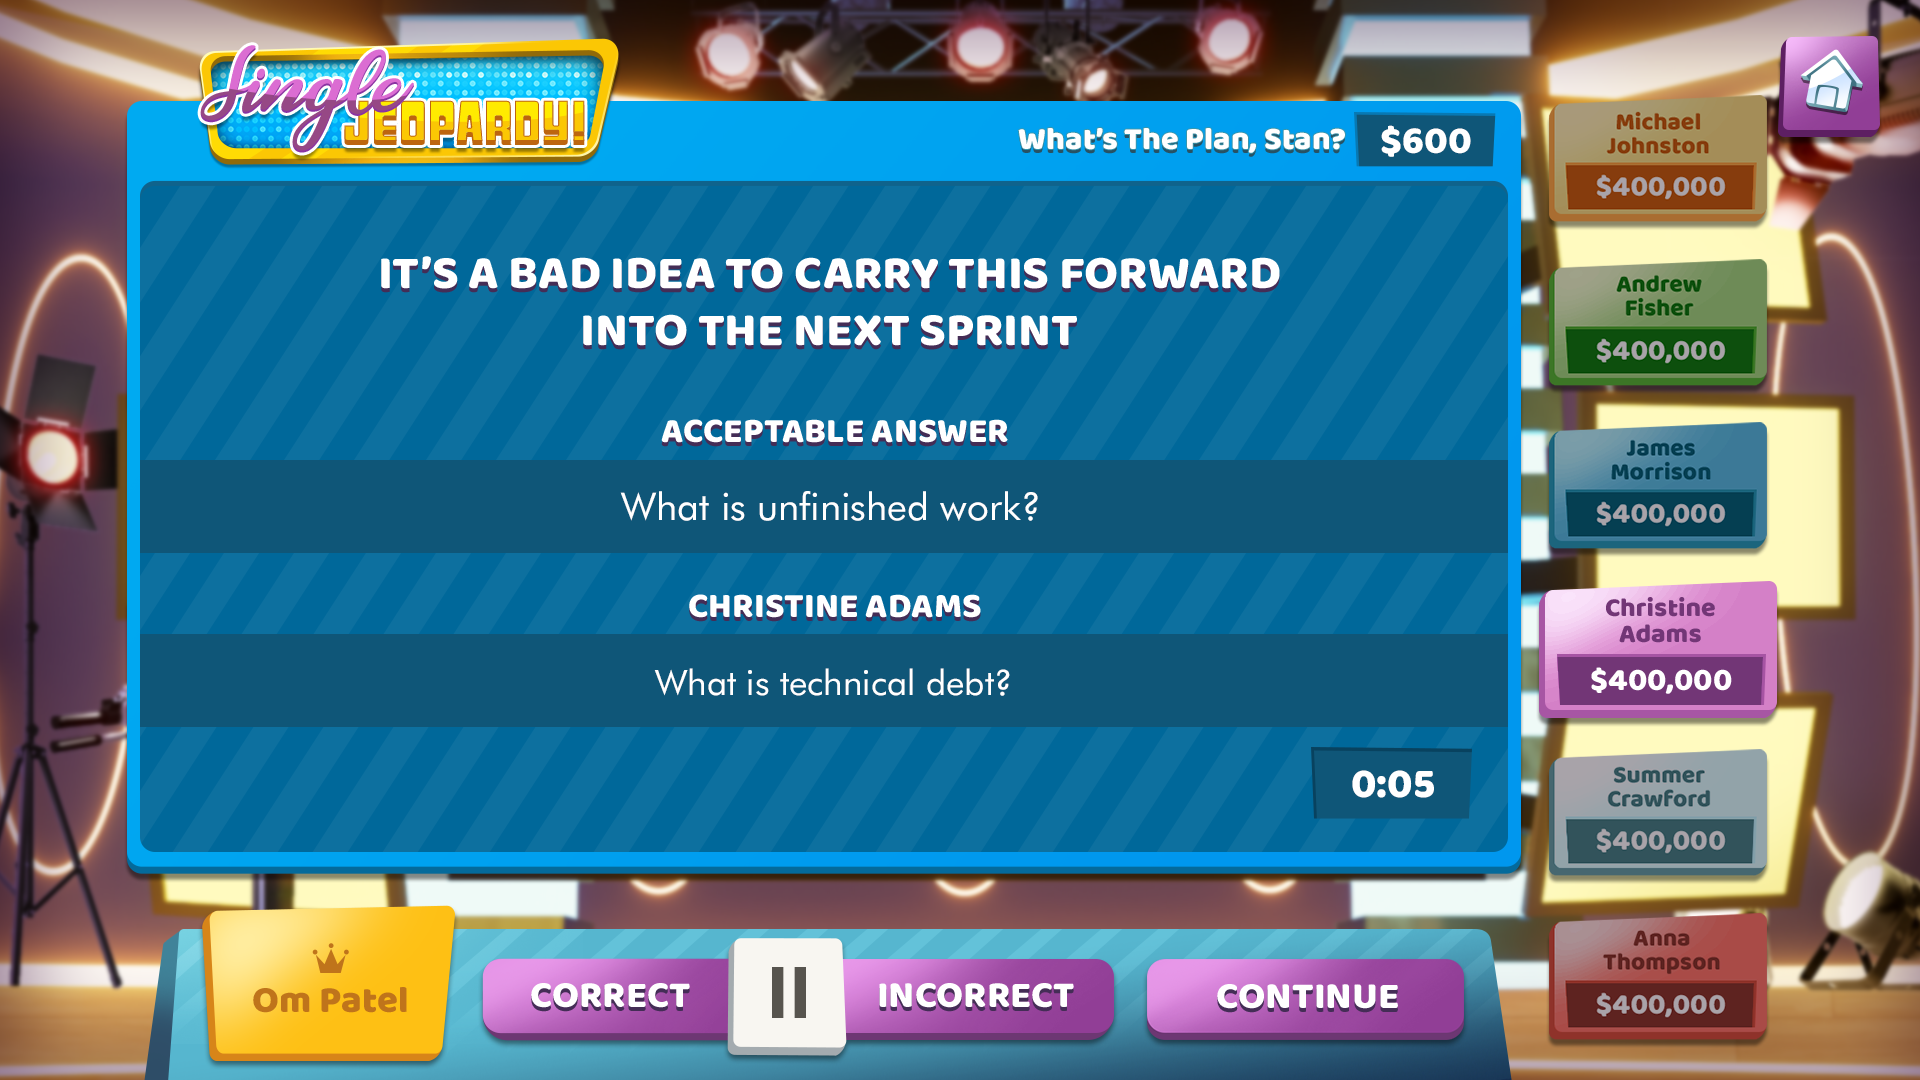 Jingle
JEOPARDY!
What's The Plan, Stan?
$600
IT'S A BAD IDEA TO CARRY THIS FORWARD
INTO THE NEXT SPRINT
ACCEPTABLE ANSWER
What is unfinished work?
CHRISTINE ADAMS
What is technical debt?
0:05
Om Patel
CORRECT
INCORRECT
CONTINUE
Michael
Johnston
$400,000
Andrew
Fisher
$400,000
James
Morrison
$400,000
Christine
Adams
$400,000
Summer
Crawford
$400,000
Anna
Thompson
$400,000